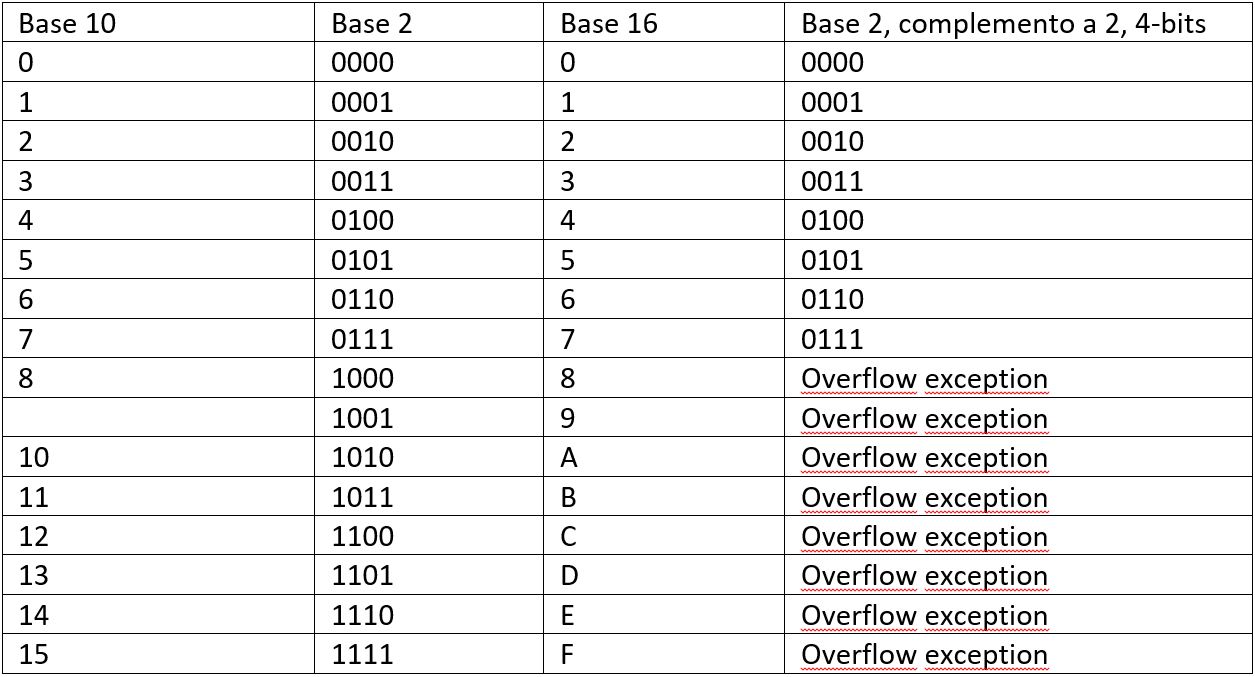 Base 10 Base 2 Base 16 Base 2, complemento a 2, 4-bits
0 0000 0 0000
1 0001 1 0001
2 0010 2 0010
3 0011 3 0011
4 0100 4 0100
5 0101 5 0101
6 0110 6 0110
7 0111 7 0111
8 1000 8 Overflow exception
1001 9 Overflow exception
10 1010 A Overflow exception
11 1011 B Overflow exception
12 1100 C Overflow exception
13 1101 D Overflow exception
14 1110 E Overflow exception
15 1111 F Overflow exception